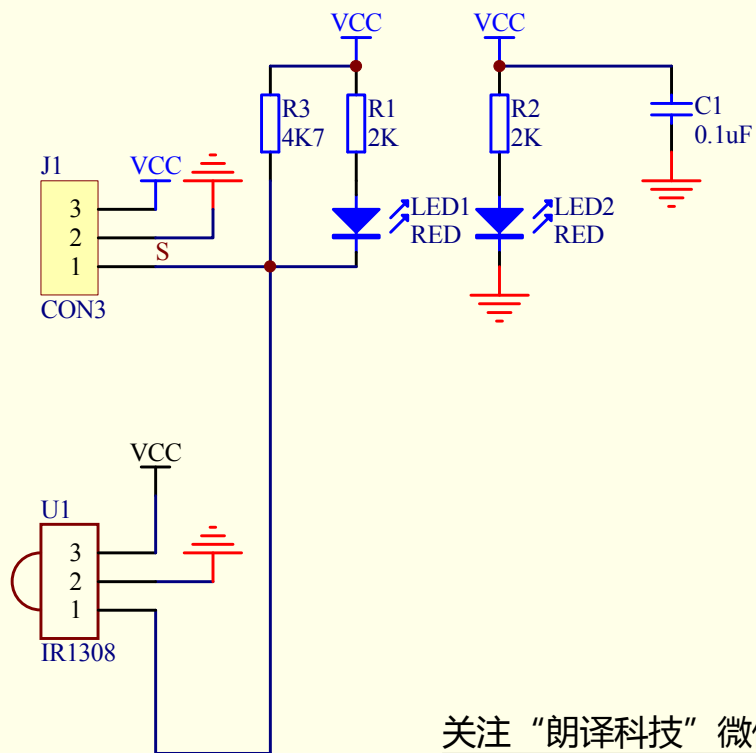 VCC
VCC
R3
4K7
R1
2K
R2
2K
C1
0.1uF
J1
VCC
3
2
1
S
CON3
LED1
RED
LED2
RED
VCC
U1
3
2
1
IR1308
关注“朗译科技”微